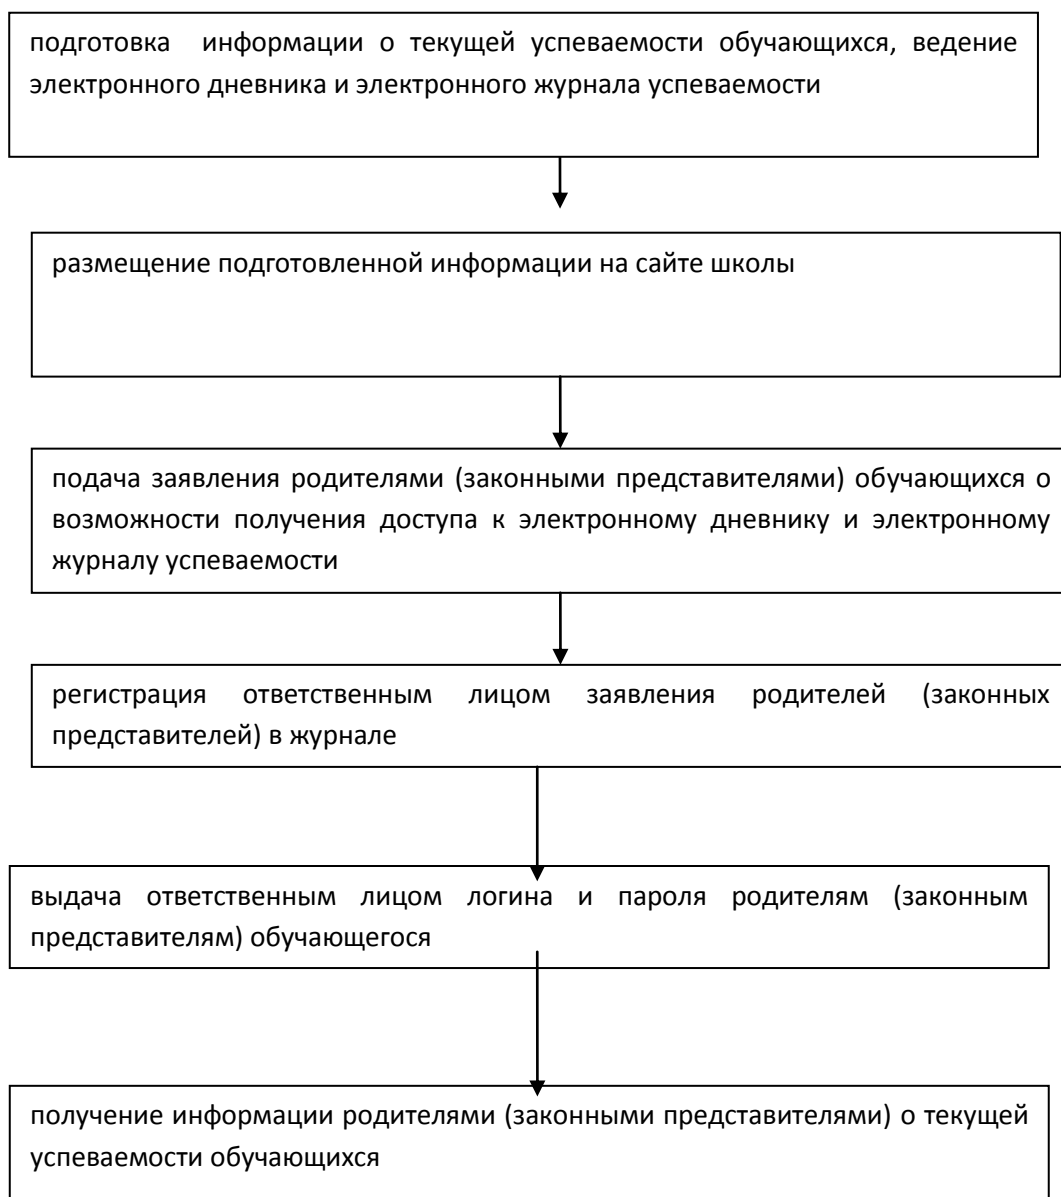 подготовка информации о текущей успеваемости обучающихся, ведение
электронного дневника и электронного журнала успеваемости
размещение подготовленной информации на сайте школы
подача заявления родителями (законными представителями) обучающихся о
возможности получения доступа к электронному дневнику и электронному
журналу успеваемости
регистрация ответственным лицом заявления родителей (законных
представителей) в журнале
выдача ответственным лицом логина и пароля родителям (законным
представителям) обучающегося
получение информации родителями (законными представителями) о текущей
успеваемости обучающихся